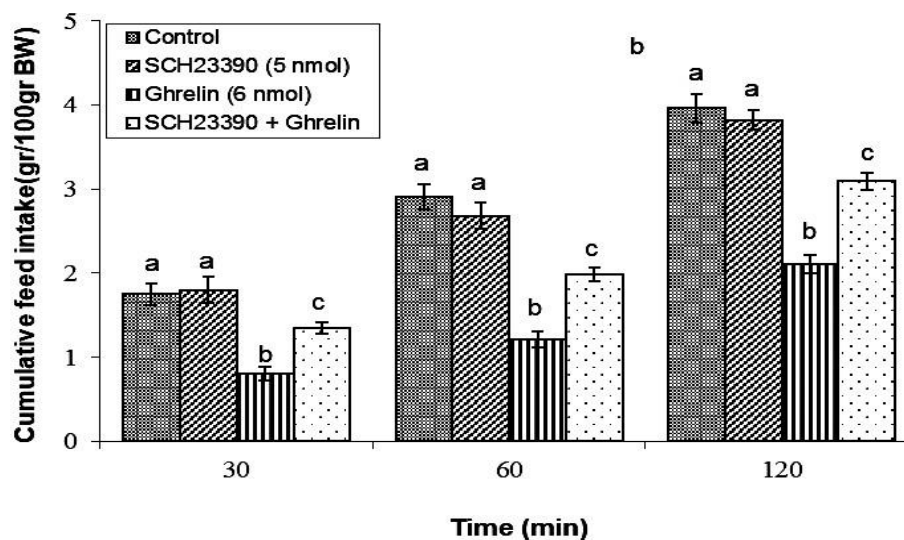 Cumulative feed intake(gr/100gr BW)
5
4
3
2
1
0
Control
SCH23390 (5 nmol)
Ghrelin (6 nmol)
SCH23390 + Ghrelin
b
a
a
b
c
a
a
b
c
a
a
b
c
30
60
120
Time (min)